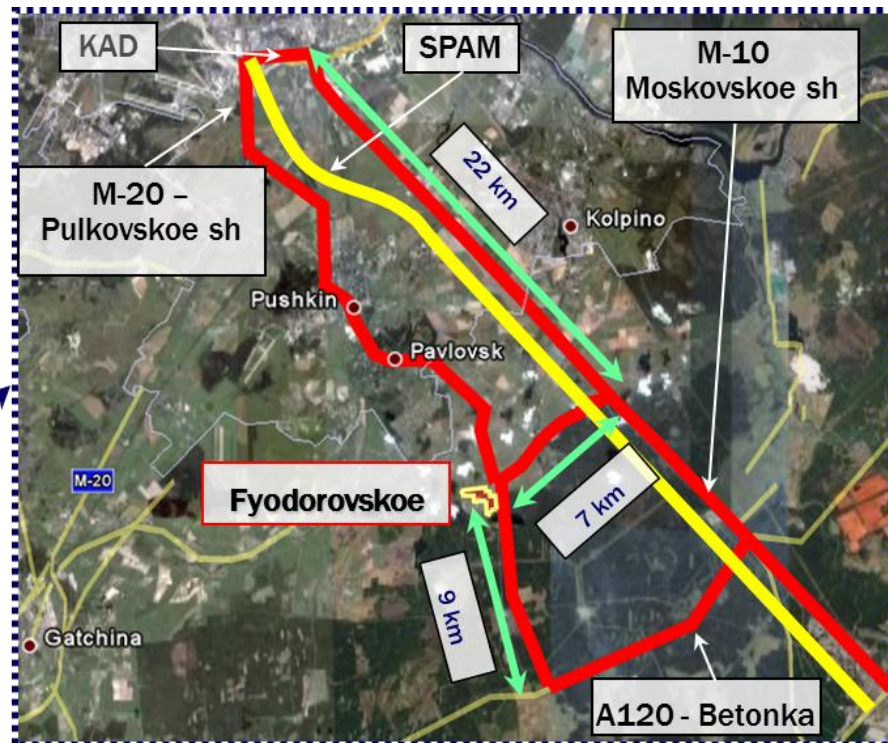 KAD
SPAM
M-10
Moskovskoe sh
M-20 –
Pulkovskoe sh
22 km
Kolpino
Pushkin
Pavlovsk
M-20
Fyodorovskoe
7 km
9 km
Gatchina
A120 - Betonka